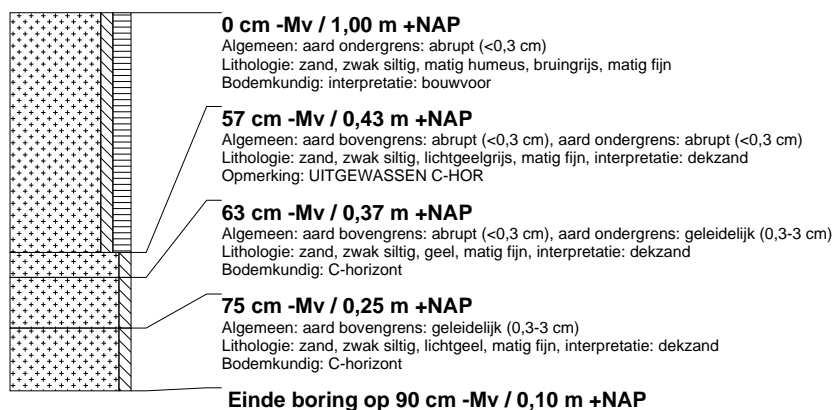 0 cm -Mv / 1,00 m +NAP
Algemeen: aard ondergrens: abrupt (<0,3 cm)
Lithologie: zand, zwak siltig, matig humeus, bruingrijs, matig fijn
Bodemkundig: interpretatie: bouwvoor
57 cm -Mv / 0,43 m +NAP
Algemeen: aard bovengrens: abrupt (<0,3 cm), aard ondergrens: abrupt (<0,3 cm)
Lithologie: zand, zwak siltig, lichtgeelgrijs, matig fijn, interpretatie: dekzand
Opmerking: UITGEWASSEN C-HOR
63 cm -Mv / 0,37 m +NAP
Algemeen: aard bovengrens: abrupt (<0,3 cm), aard ondergrens: geleidelijk (0,3-3 cm)
Lithologie: zand, zwak siltig, geel, matig fijn, interpretatie: dekzand
Bodemkundig: C-horizont
75 cm -Mv / 0,25 m +NAP
Algemeen: aard bovengrens: geleidelijk (0,3-3 cm)
Lithologie: zand, zwak siltig, lichtgeel, matig fijn, interpretatie: dekzand
Bodemkundig: C-horizont
Einde boring op 90 cm -Mv / 0,10 m +NAP